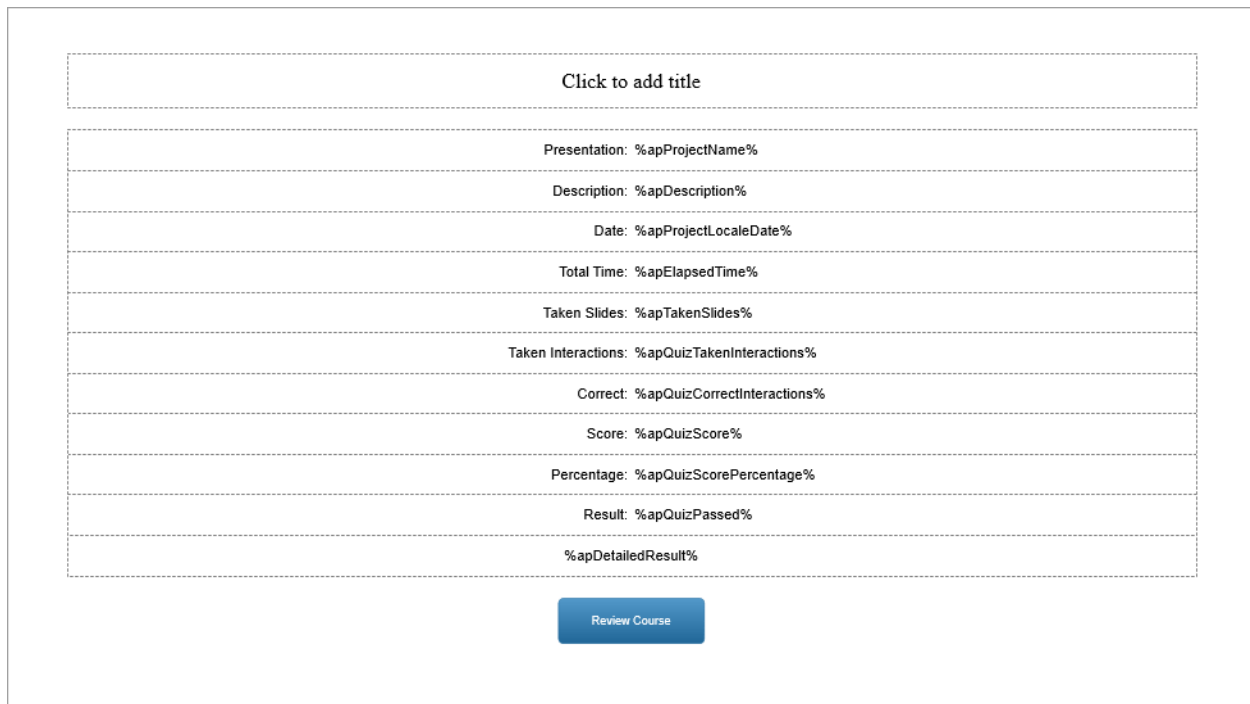 Click to add title
Presentation: %apProjectName%
Description: %apDescription%
Date: %apProjectLocaleDate%
Total Time: %apElapsedTime%
Taken Slides: %apTakenSlides%
Taken Interactions: %apQuizTakenInteractions%
Correct: %apQuizCorrectInteractions%
Score: %apQuizScore%
Percentage: %apQuizScorePercentage%
Result: %apQuizPassed%
%apDetailedResult%
Review Course